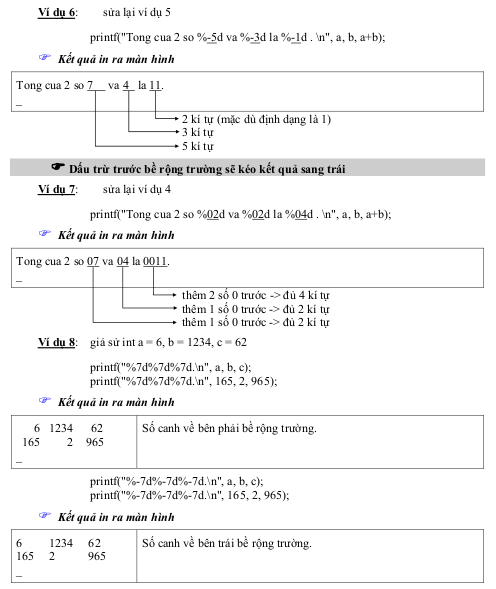 Ví dụ 6: sửa lại ví dụ 5
printf("Tong cua 2 so %-5d va %-3d la %-1d . \n", a, b, a+b);
☞ Kết quả in ra màn hình
Tong cua 2 so 7 va 4 la 11.
_
2 kí tự (mặc dù định dạng là 1)
3 kí tự
5 kí tự
☞ Dấu trừ trước bề rộng trường sẽ kéo kết quả sang trái
Ví dụ 7: sửa lại ví dụ 4
printf("Tong cua 2 so %02d va %02d la %04d . \n", a, b, a+b);
☞ Kết quả in ra màn hình
Tong cua 2 so 07 va 04 la 0011.
_
thêm 2 số 0 trước -> đủ 4 kí tự
thêm 1 số 0 trước -> đủ 2 kí tự
thêm 1 số 0 trước -> đủ 2 kí tự
Ví dụ 8: giả sử int a = 6, b = 1234, c = 62
printf("%7d%7d%7d.\n", a, b, c);
printf("%7d%7d%7d.\n", 165, 2, 965);
☞ Kết quả in ra màn hình
6 1234 62 Số canh về bên phải bề rộng trường.
165 2 965
_
printf("%-7d%-7d%-7d.\n", a, b, c);
printf("%-7d%-7d%-7d.\n", 165, 2, 965);
☞ Kết quả in ra màn hình
6 1234 62 Số canh về bên trái bề rộng trường.
165 2 965
_